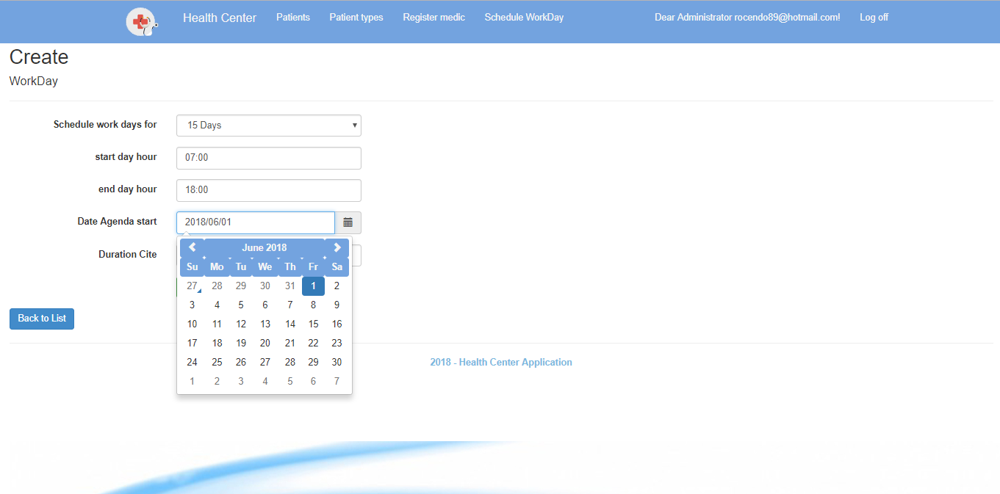 Health Center Patients Patient types Register medic Schedule WorkDay Dear Administrator rocendo89@hotmail.com! Log off
Create
WorkDay
Schedule work days for 15 Days
start day hour 07:00
end day hour 18:00
Date Agenda start 2018/06/01
June 2018
Su Mo Tu We Th Fr Sa
27 28 29 30 31 1 2
3 4 5 6 7 8 9
10 11 12 13 14 15 16
17 18 19 20 21 22 23
24 25 26 27 28 29 30
1 2 3 4 5 6 7
Duration Cite
Back to List
2018 - Health Center Application